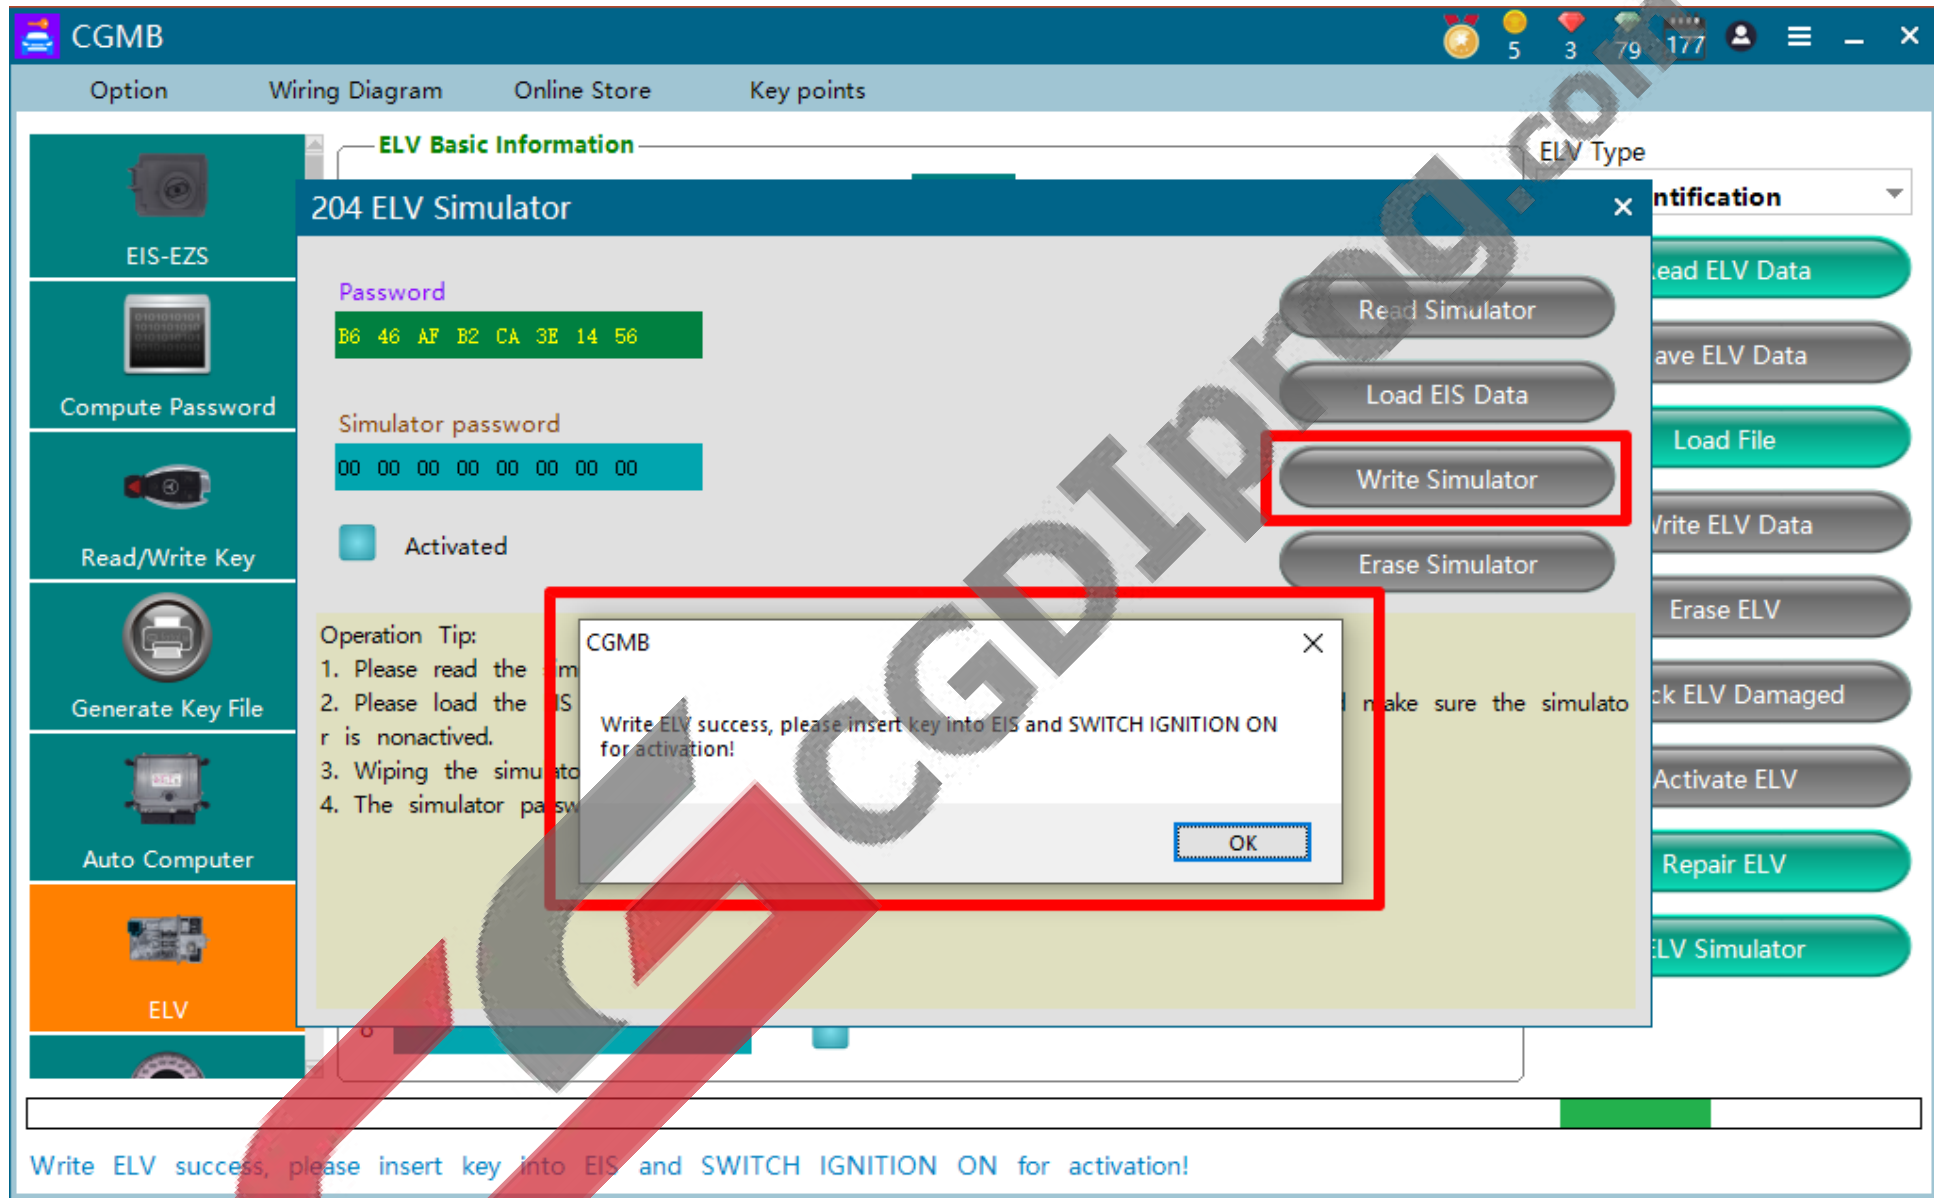 CGMB
5
3
79
177
Option
Wiring Diagram
Online Store
Key points
EIS-EZS
Compute Password
Read/Write Key
Generate Key File
Auto Computer
ELV
ELV Basic Information
204 ELV Simulator
Password
B6 46 AF B2 CA 3E 14 56
Simulator password
00 00 00 00 00 00 00 00
Activated
Read Simulator
Load EIS Data
Write Simulator
Erase Simulator
Operation Tip:
1. Please read the
2. Please load the make sure the simulato
r is nonactived.
3. Wiping the
4. The simulator
CGMB
Write ELV success, please insert key into EIS and SWITCH IGNITION ON
for activation!
OK
ELV Type
ntification
ead ELV Data
ave ELV Data
Load File
rite ELV Data
Erase ELV
ck ELV Damaged
Activate ELV
Repair ELV
ELV Simulator
Write ELV success, please insert key into EIS and SWITCH IGNITION ON for activation!
CGDIprog.com